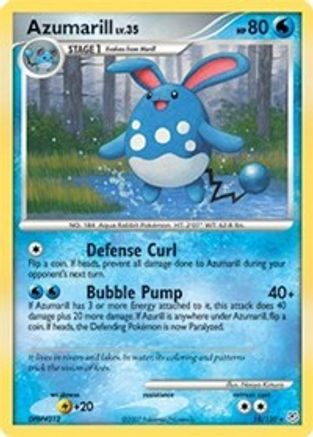 Azumarill LV.35 HP 80
STAGE 1 Evolves from Marill
NO. 184 Aqua Rabbit Pokémon. HT. 2'07" WT. 62.8 lbs.
Defense Curl
Flip a coin. If heads, prevent all damage done to Azumarill during your
opponent's next turn.
Bubble Pump 40+
If Azumarill has 3 or more Energy attached to it, this attack does 40
damage plus 20 more damage. If Azurill is anywhere under Azumarill, flip a
coin. If heads, the Defending Pokémon is now Paralyzed.
It lives in rivers and lakes. In water, its coloring and patterns
trick the vision of foes.
weakness resistance retreat cost
+20
©2007 Pokémon